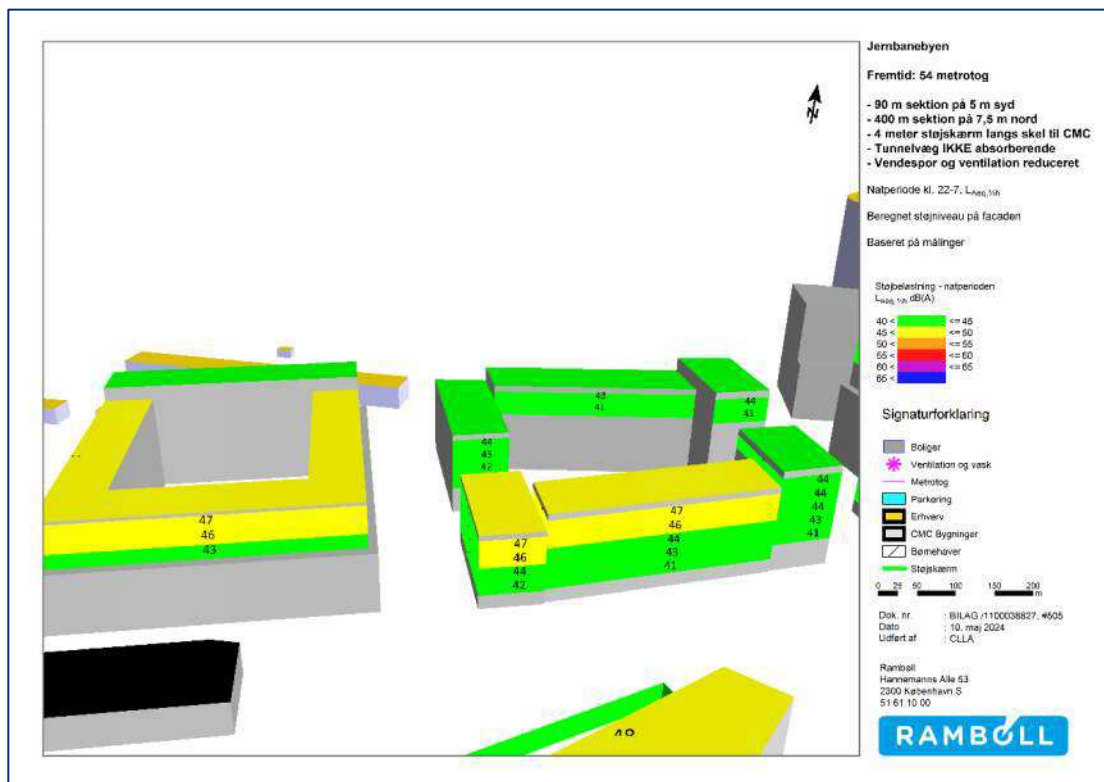 Jernbanebyen
Fremtid: 54 metrotog
- 90 m sektion på 5 m syd
- 400 m sektion på 7,5 m nord
- 4 meter støjskærm langs skel til CMC
- Tunnelvæg IKKE absorberende
- Vendespor og ventilation reduceret
Natperiode kl. 22-7, LAeq,½h
Beregnet støjniveau på facaden
Baseret på målinger
Støjbelastning - natperioden
LAeq, ½h dB(A)
40 < <= 45
45 < <= 50
50 < <= 55
55 < <= 60
60 < <= 65
65 <
Signaturforklaring
Boliger
Ventilation og vask
Metrotog
Parkering
Erhverv
CMC Bygninger
Børnehaver
Støjskærm
0 25 50 100 150 200
m
Dok. nr. : BILAG /1100038827, #505
Dato : 10. maj 2024
Udført af : CLLA
Rambøll
Hannemanns Alle 53
2300 København S
51 61 10 00
RAMBOLL
N
43
41
44
41
44
43
42
44
44
44
43
41
47
46
43
47
46
44
42
47
46
44
43
41